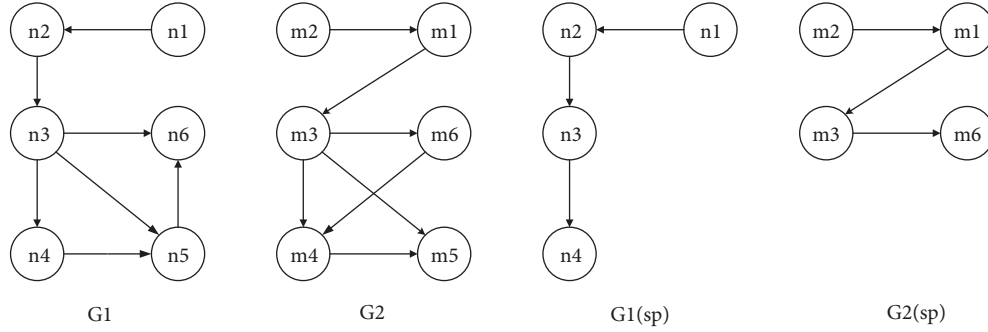 n2 n1 m2 m1 n2 n1 m2 m1
n3 n6 m3 m6 n3 m3 m6
n4 n5 m4 m5 n4
G1 G2 G1(sp) G2(sp)